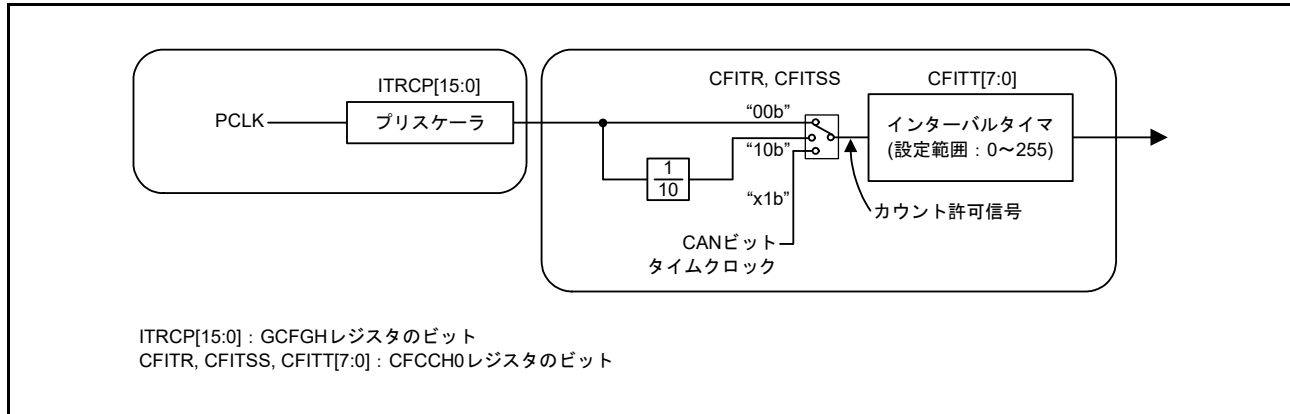 ITRCP[15:0]
CFITR, CFITSS
CFITT[7:0]
PCLK
プリスケーラ
“00b”
“10b”
“x1b”
1
10
インターバルタイマ
(設定範囲：0～255)
カウント許可信号
CANビット
タイムクロック
ITRCP[15:0]：GCFGHレジスタのビット
CFITR, CFITSS, CFITT[7:0]：CFCCH0レジスタのビット